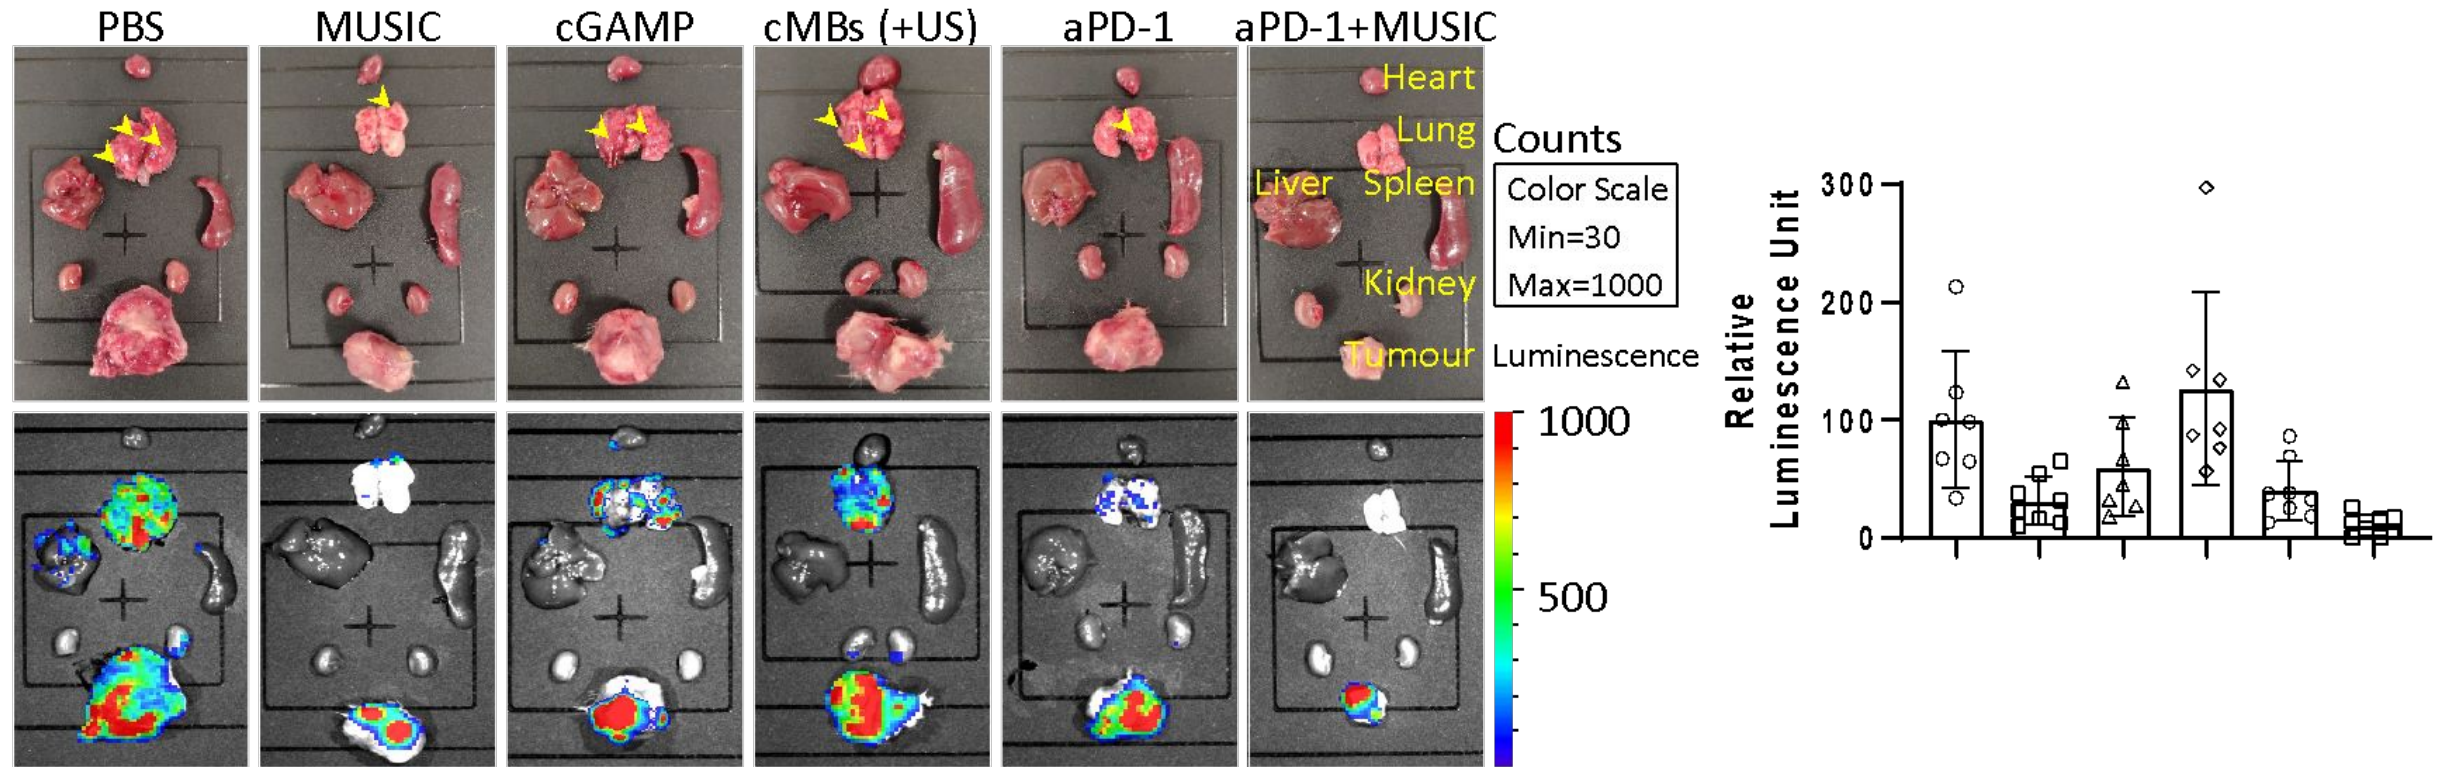 PBS
MUSIC
cGAMP
cMBs (+US)
aPD-1
aPD-1+MUSIC
Heart
Lung
Liver
Spleen
Kidney
Tumour
Counts
Color Scale
Min=30
Max=1000
Luminescence
1000
500
Relative
Luminescence Unit
300
200
100
0